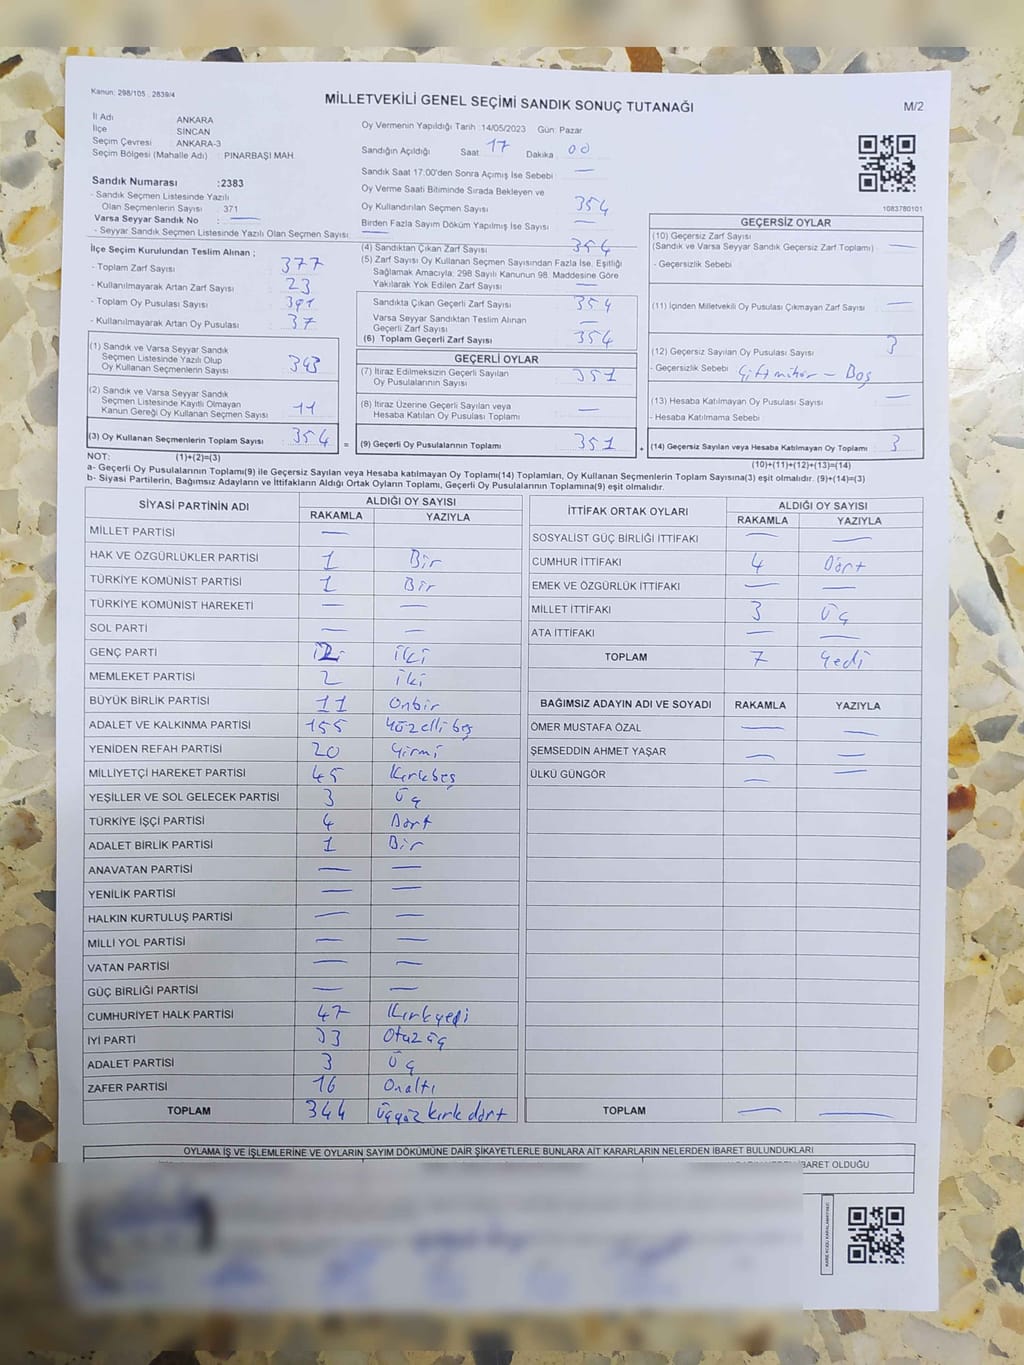 Kanun: 298/105 , 2839/4
MİLLETVEKİLİ GENEL SEÇİMİ SANDIK SONUÇ TUTANAĞI
M/2
İl Adı ANKARA
İlçe SİNCAN
Seçim Çevresi ANKARA-3
Seçim Bölgesi (Mahalle Adı) : PINARBAŞI MAH.
Oy Vermenin Yapıldığı Tarih :14/05/2023 Gün: Pazar
Sandığın Açıldığı Saat 17 Dakika 00
Sandık Saat 17.00'den Sonra Açımış İse Sebebi : —
Sandık Numarası :2383
- Sandık Seçmen Listesinde Yazılı
Olan Seçmenlerin Sayısı : 371
Varsa Seyyar Sandık No : —
- Seyyar Seçmen Listesinde Yazılı Olan Seçmen Sayısı : —
Oy Verme Saati Bitiminde Sırada Bekleyen ve
Oy Kullandırılan Seçmen Sayısı 354
Birden Fazla Sayım Döküm Yapılmış İse Sayısı —
1083780101
İlçe Seçim Kurulundan Teslim Alınan ;
- Toplam Zarf Sayısı : 377
- Kullanılmayarak Artan Zarf Sayısı : 23
- Toplam Oy Pusulası Sayısı : 391
- Kullanılmayarak Artan Oy Pusulası : 37
(4) Sandıktan Çıkan Zarf Sayısı 354
(5) Zarf Sayısı Oy Kullanan Seçmen Sayısından Fazla İse, Eşitliği
Sağlamak Amacıyla; 298 Sayılı Kanunun 98. Maddesine Göre
Yakılarak Yok Edilen Zarf Sayısı —
Sandıkta Çıkan Geçerli Zarf Sayısı 354
Varsa Seyyar Sandıktan Teslim Alınan
Geçerli Zarf Sayısı —
(6) Toplam Geçerli Zarf Sayısı 354
GEÇERSİZ OYLAR
(10) Geçersiz Zarf Sayısı
(Sandık ve Varsa Seyyar Sandık Geçersiz Zarf Toplamı) —
- Geçersizlik Sebebi
(11) İçinden Milletvekili Oy Pusulası Çıkmayan Zarf Sayısı —
(12) Geçersiz Sayılan Oy Pusulası Sayısı 3
- Geçersizlik Sebebi Çift mühür – Boş
(13) Hesaba Katılmayan Oy Pusulası Sayısı —
- Hesaba Katılmama Sebebi
(1) Sandık ve Varsa Seyyar Sandık
Seçmen Listesinde Yazılı Olup
Oy Kullanan Seçmenlerin Sayısı 343
(2) Sandık ve Varsa Seyyar Sandık
Seçmen Listesinde Kayıtlı Olmayan
Kanun Gereği Oy Kullanan Seçmen Sayısı 11
GEÇERLİ OYLAR
(7) İtiraz Edilmeksizin Geçerli Sayılan
Oy Pusulalarının Sayısı 351
(8) İtiraz Üzerine Geçerli Sayılan veya
Hesaba Katılan Oy Pusulası Toplamı —
(3) Oy Kullanan Seçmenlerin Toplam Sayısı 354 = (9) Geçerli Oy Pusulalarının Toplamı 351 + (14) Geçersiz Sayılan veya Hesaba Katılmayan Oy Toplamı 3
NOT: (1)+(2)=(3) (10)+(11)+(12)+(13)=(14)
a- Geçerli Oy Pusulalarının Toplamı(9) ile Geçersiz Sayılan veya Hesaba katılmayan Oy Toplamı(14) Toplamları, Oy Kullanan Seçmenlerin Toplam Sayısına(3) eşit olmalıdır. (9)+(14)=(3)
b- Siyasi Partilerin, Bağımsız Adayların ve İttifakların Aldığı Ortak Oyların Toplamı, Geçerli Oy Pusulalarının Toplamına(9) eşit olmalıdır.
SİYASİ PARTİNİN ADI ALDIĞI OY SAYISI
RAKAMLA YAZIYLA
MİLLET PARTİSİ —
HAK VE ÖZGÜRLÜKLER PARTİSİ 1 Bir
TÜRKİYE KOMÜNİST PARTİSİ 1 Bir
TÜRKİYE KOMÜNİST HAREKETİ — —
SOL PARTİ — —
GENÇ PARTİ 2 iki
MEMLEKET PARTİSİ 2 iki
BÜYÜK BİRLİK PARTİSİ 11 Onbir
ADALET VE KALKINMA PARTİSİ 155 Yüzellibeş
YENİDEN REFAH PARTİSİ 20 Yirmi
MİLLİYETÇİ HAREKET PARTİSİ 45 Kırkbeş
YEŞİLLER VE SOL GELECEK PARTİSİ 3 Üç
TÜRKİYE İŞÇİ PARTİSİ 4 Dört
ADALET BİRLİK PARTİSİ 1 Bir
ANAVATAN PARTİSİ — —
YENİLİK PARTİSİ — —
HALKIN KURTULUŞ PARTİSİ — —
MİLLİ YOL PARTİSİ — —
VATAN PARTİSİ — —
GÜÇ BİRLİĞİ PARTİSİ — —
CUMHURİYET HALK PARTİSİ 47 Kırkyedi
İYİ PARTİ 33 Otuzüç
ADALET PARTİSİ 3 Üç
ZAFER PARTİSİ 16 Onaltı
TOPLAM 344 Üçyüz kırk dört
İTTİFAK ORTAK OYLARI ALDIĞI OY SAYISI
RAKAMLA YAZIYLA
SOSYALİST GÜÇ BİRLİĞİ İTTİFAKI — —
CUMHUR İTTİFAKI 4 Dört
EMEK VE ÖZGÜRLÜK İTTİFAKI — —
MİLLET İTTİFAKI 3 Üç
ATA İTTİFAKI — —
TOPLAM 7 Yedi
BAĞIMSIZ ADAYIN ADI VE SOYADI RAKAMLA YAZIYLA
ÖMER MUSTAFA ÖZAL — —
ŞEMSEDDİN AHMET YAŞAR — —
ÜLKÜ GÜNGÖR — —
TOPLAM — —
OYLAMA İŞ VE İŞLEMLERİNE VE OYLARIN SAYIM DÖKÜMÜNE DAİR ŞİKAYETLERLE BUNLARA AİT KARARLARIN NELERDEN İBARET BULUNDUKLARI
İBARET OLDUĞU
KARE KODU KARALAMAYINIZ!